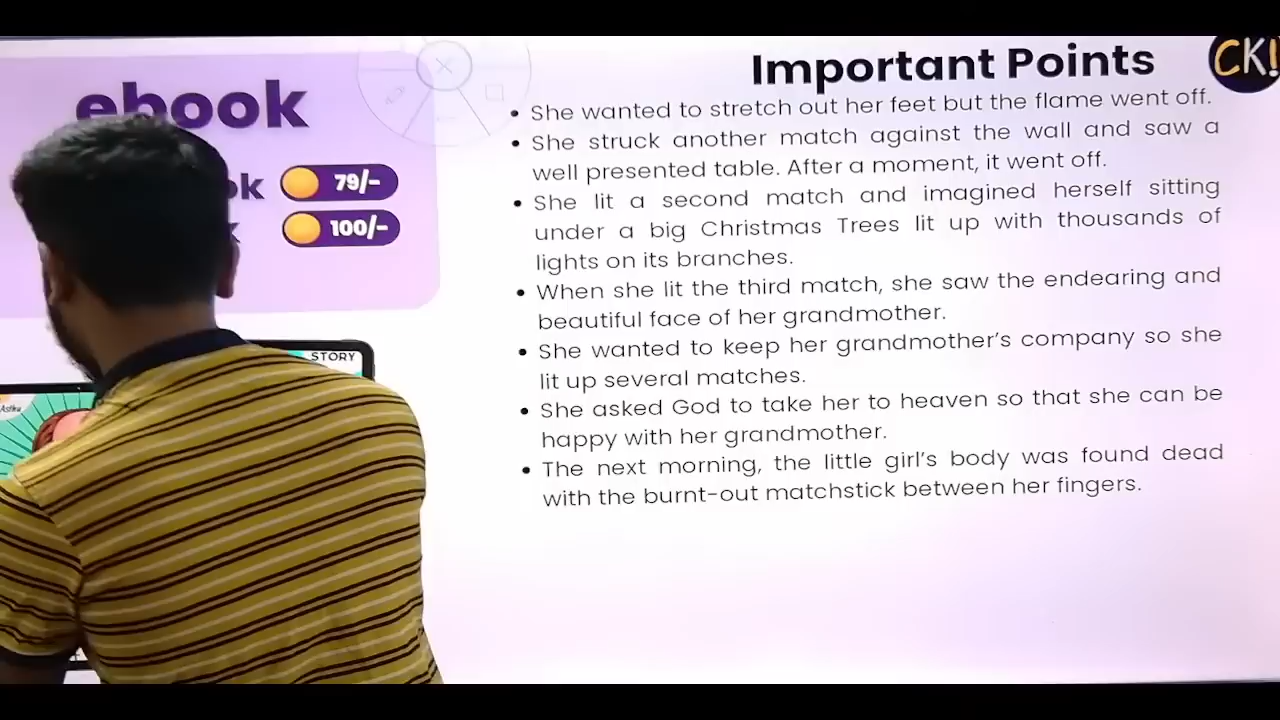 ebook
79/-
100/-
STORY
Important Points
CK!
• She wanted to stretch out her feet but the flame went off.
• She struck another match against the wall and saw a
well presented table. After a moment, it went off.
• She lit a second match and imagined herself sitting
under a big Christmas Trees lit up with thousands of
lights on its branches.
• When she lit the third match, she saw the endearing and
beautiful face of her grandmother.
• She wanted to keep her grandmother's company so she
lit up several matches.
• She asked God to take her to heaven so that she can be
happy with her grandmother.
• The next morning, the little girl's body was found dead
with the burnt-out matchstick between her fingers.